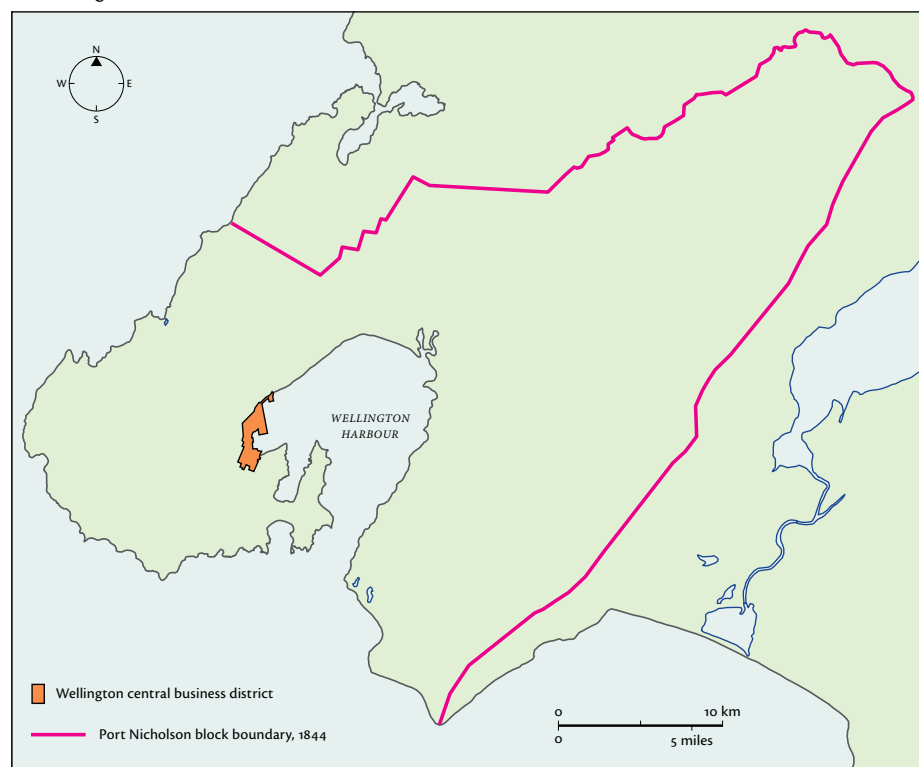 N
W
E
S
WELLINGTON
HARBOUR
Wellington central business district
Port Nicholson block boundary, 1844
0
10 km
0
5 miles